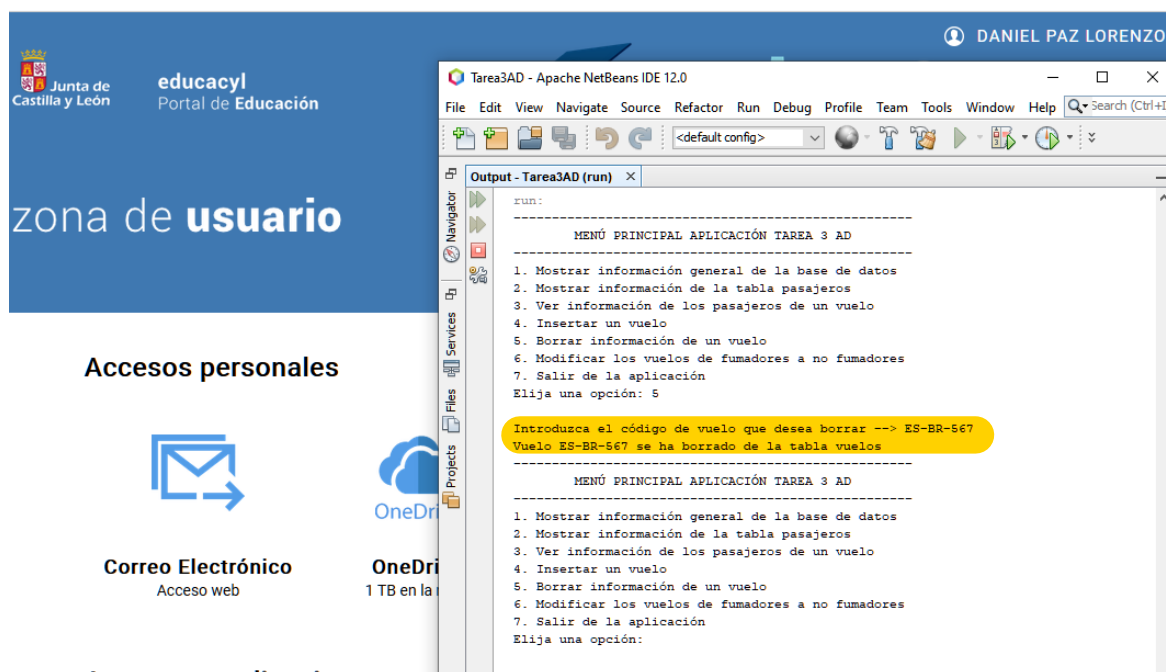 DANIEL PAZ LORENZO
Junta de
Castilla y León
educacyl
Portal de Educación
zona de usuario
Accesos personales
Correo Electrónico
Acceso web
OneDri
OneDri
1 TB en la
Tarea3AD - Apache NetBeans IDE 12.0
File Edit View Navigate Source Refactor Run Debug Profile Team Tools Window Help Search (Ctrl+I
<default config>
Output - Tarea3AD (run)
Navigator
Services
Files
Projects
run:
----------------------------------------------------
MENÚ PRINCIPAL APLICACIÓN TAREA 3 AD
----------------------------------------------------
1. Mostrar información general de la base de datos
2. Mostrar información de la tabla pasajeros
3. Ver información de los pasajeros de un vuelo
4. Insertar un vuelo
5. Borrar información de un vuelo
6. Modificar los vuelos de fumadores a no fumadores
7. Salir de la aplicación
Elija una opción: 5
Introduzca el código de vuelo que desea borrar --> ES-BR-567
Vuelo ES-BR-567 se ha borrado de la tabla vuelos
----------------------------------------------------
MENÚ PRINCIPAL APLICACIÓN TAREA 3 AD
----------------------------------------------------
1. Mostrar información general de la base de datos
2. Mostrar información de la tabla pasajeros
3. Ver información de los pasajeros de un vuelo
4. Insertar un vuelo
5. Borrar información de un vuelo
6. Modificar los vuelos de fumadores a no fumadores
7. Salir de la aplicación
Elija una opción: